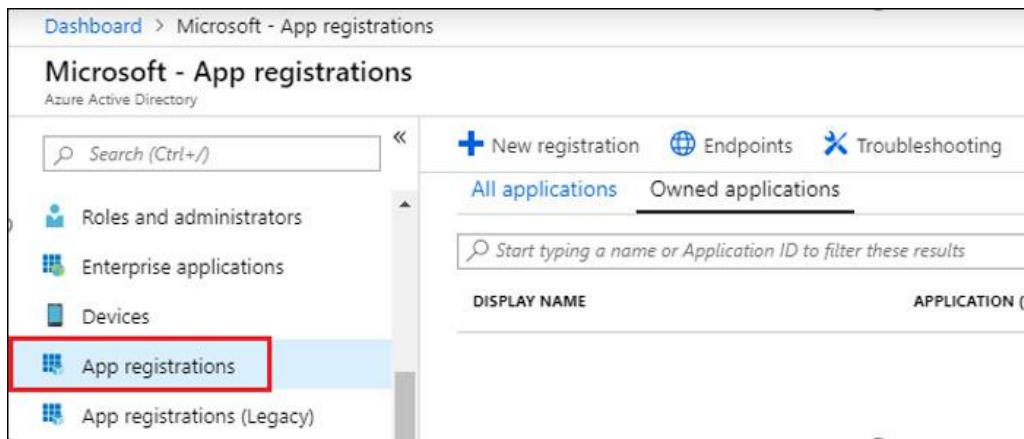 Dashboard > Microsoft - App registrations
Microsoft - App registrations
Azure Active Directory
Search (Ctrl+/)
«
Roles and administrators
Enterprise applications
Devices
App registrations
App registrations (Legacy)
New registration Endpoints Troubleshooting
All applications Owned applications
Start typing a name or Application ID to filter these results
DISPLAY NAME APPLICATION (